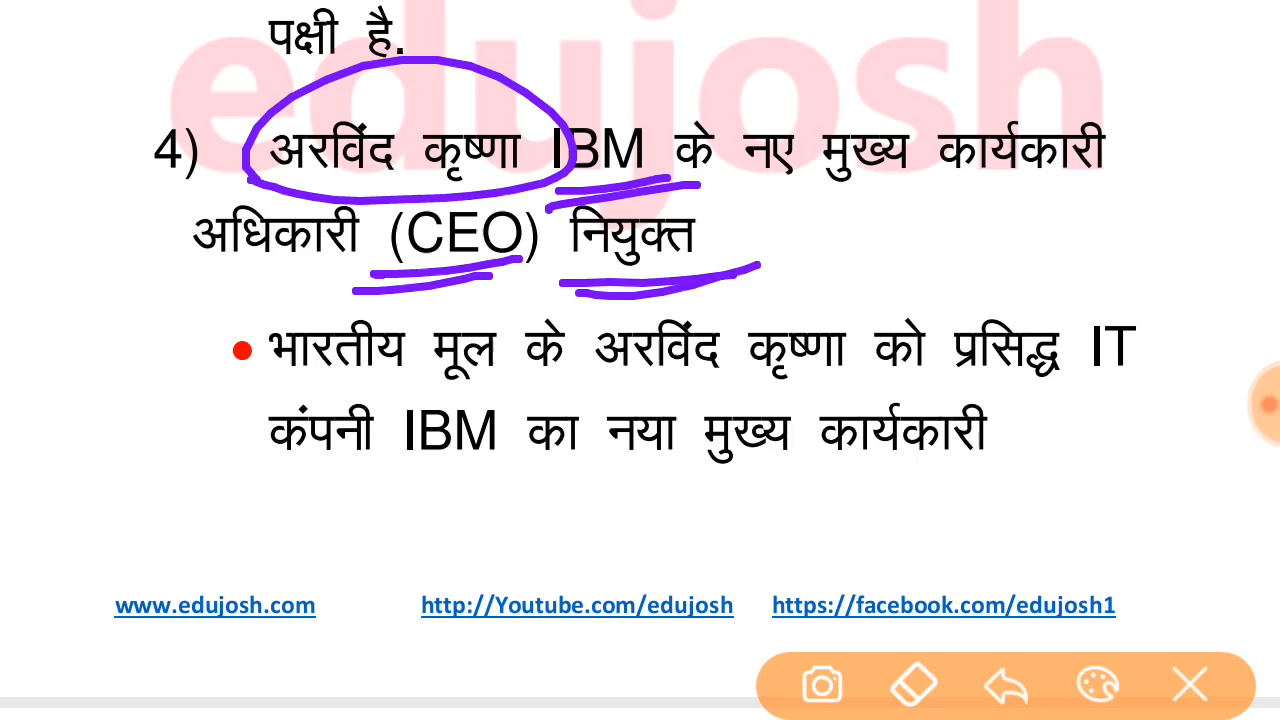 पक्षी है.
edujosh
4) अरविंद कृष्णा IBM के नए मुख्य कार्यकारी
अधिकारी (CEO) नियुक्त
• भारतीय मूल के अरविंद कृष्णा को प्रसिद्ध IT
कंपनी IBM का नया मुख्य कार्यकारी
www.edujosh.com http://Youtube.com/edujosh https://facebook.com/edujosh1